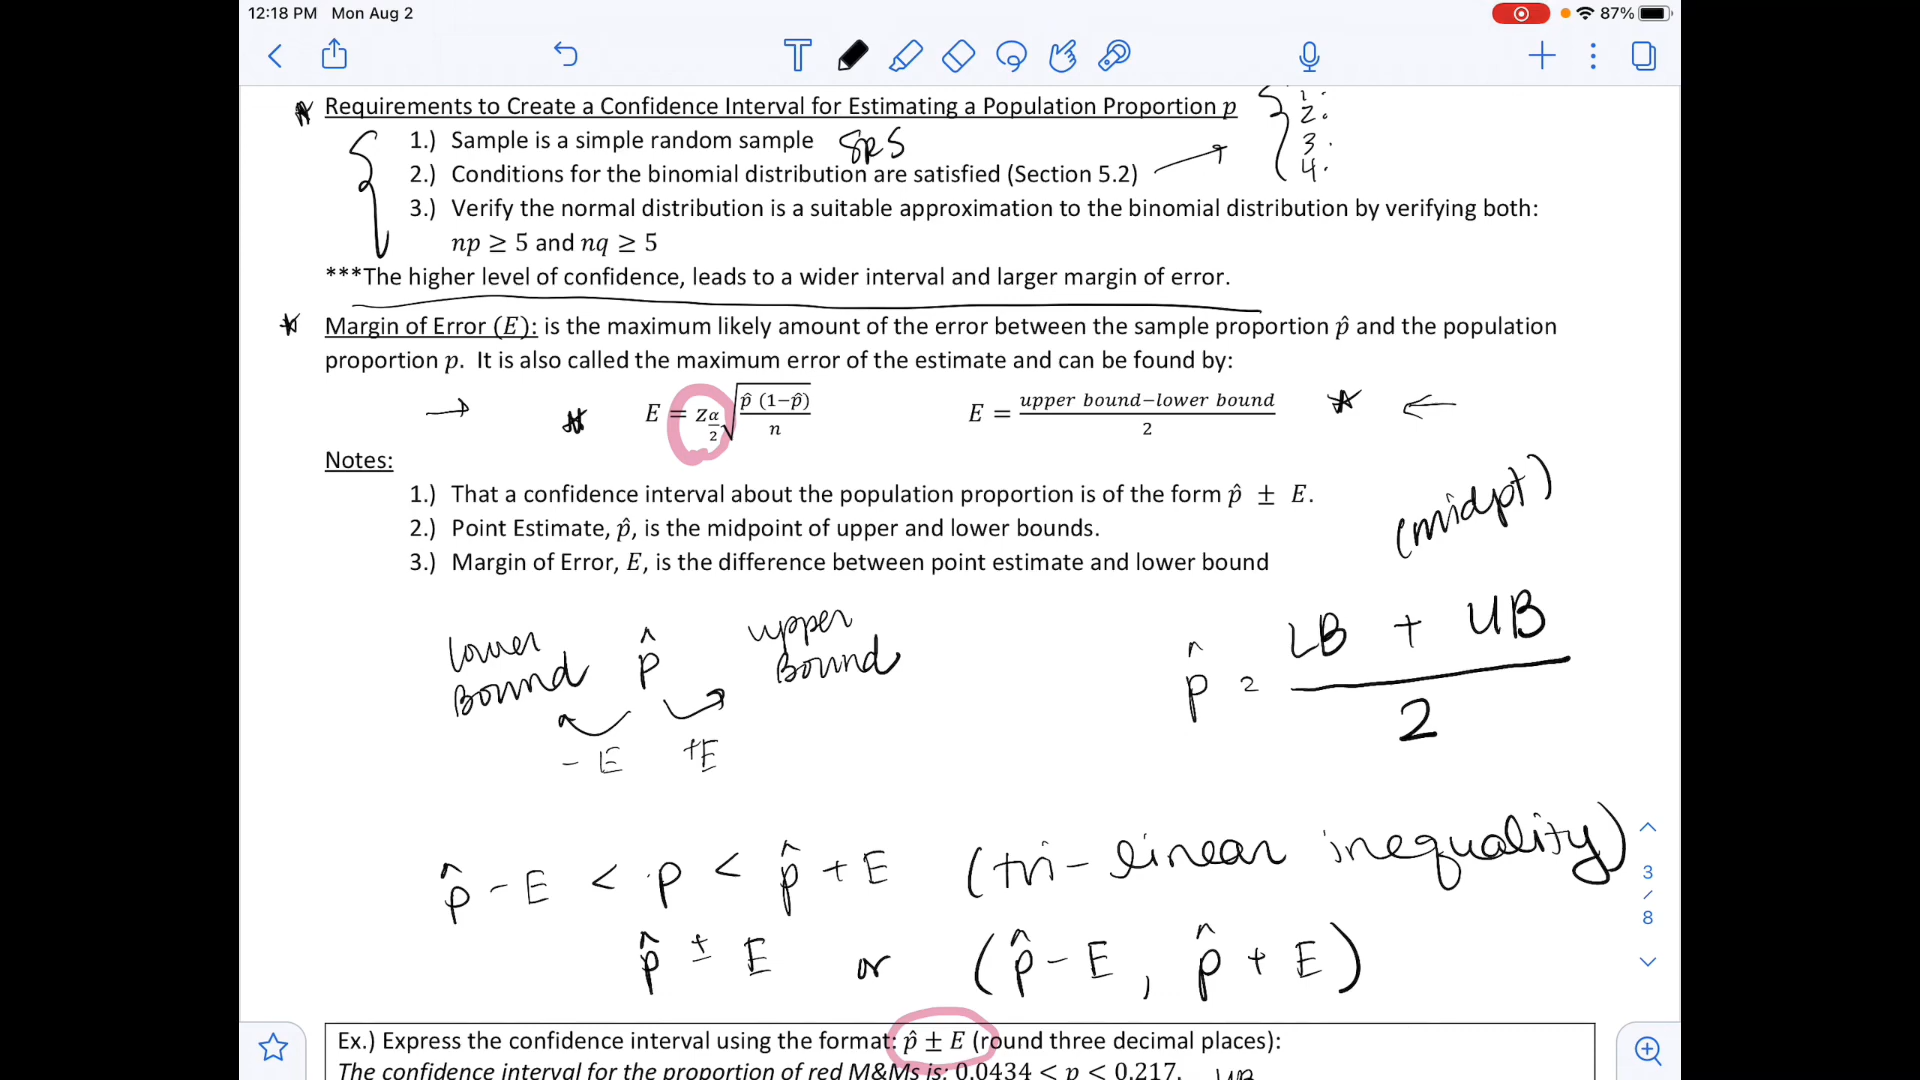 12:18 PM Mon Aug 2 87%
Requirements to Create a Confidence Interval for Estimating a Population Proportion p
1.) Sample is a simple random sample SRS
2.) Conditions for the binomial distribution are satisfied (Section 5.2)
1.
2.
3.
4.
3.) Verify the normal distribution is a suitable approximation to the binomial distribution by verifying both:
np ≥ 5 and nq ≥ 5
***The higher level of confidence, leads to a wider interval and larger margin of error.
Margin of Error (E): is the maximum likely amount of the error between the sample proportion p̂ and the population
proportion p. It is also called the maximum error of the estimate and can be found by:
E = z_(α/2) √(p̂ (1−p̂)/n) E = (upper bound−lower bound)/2
Notes:
1.) That a confidence interval about the population proportion is of the form p̂ ± E.
2.) Point Estimate, p̂, is the midpoint of upper and lower bounds.
3.) Margin of Error, E, is the difference between point estimate and lower bound
(midpt)
lower Bound p̂ upper Bound
- E +E
p̂ = (LB + UB)/2
p̂ - E < p < p̂ + E (tri-linear inequality)
p̂ ± E or (p̂ - E, p̂ + E)
3 / 8
Ex.) Express the confidence interval using the format: p̂ ± E (round three decimal places):
The confidence interval for the proportion of red M&Ms is: 0.0434 < p < 0.217. UB